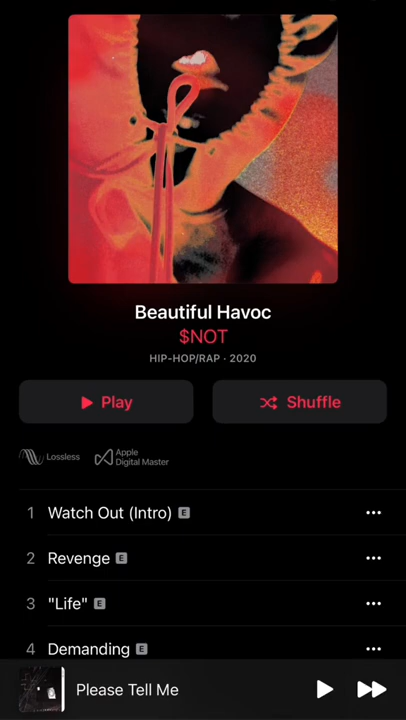 Beautiful Havoc
$NOT
HIP-HOP/RAP · 2020
Play
Shuffle
Lossless
Apple
Digital Master
1 Watch Out (Intro) E
2 Revenge E
3 "Life" E
4 Demanding E
Please Tell Me